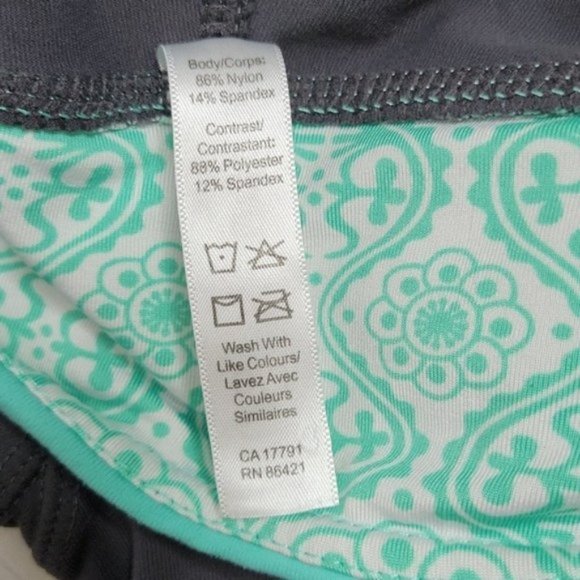 Body/Corps:
86% Nylon
14% Spandex
Contrast/
Contrastant:
88% Polyester
12% Spandex
Wash With
Like Colours/
Lavez Avec
Couleurs
Similaires
CA 17791
RN 86421